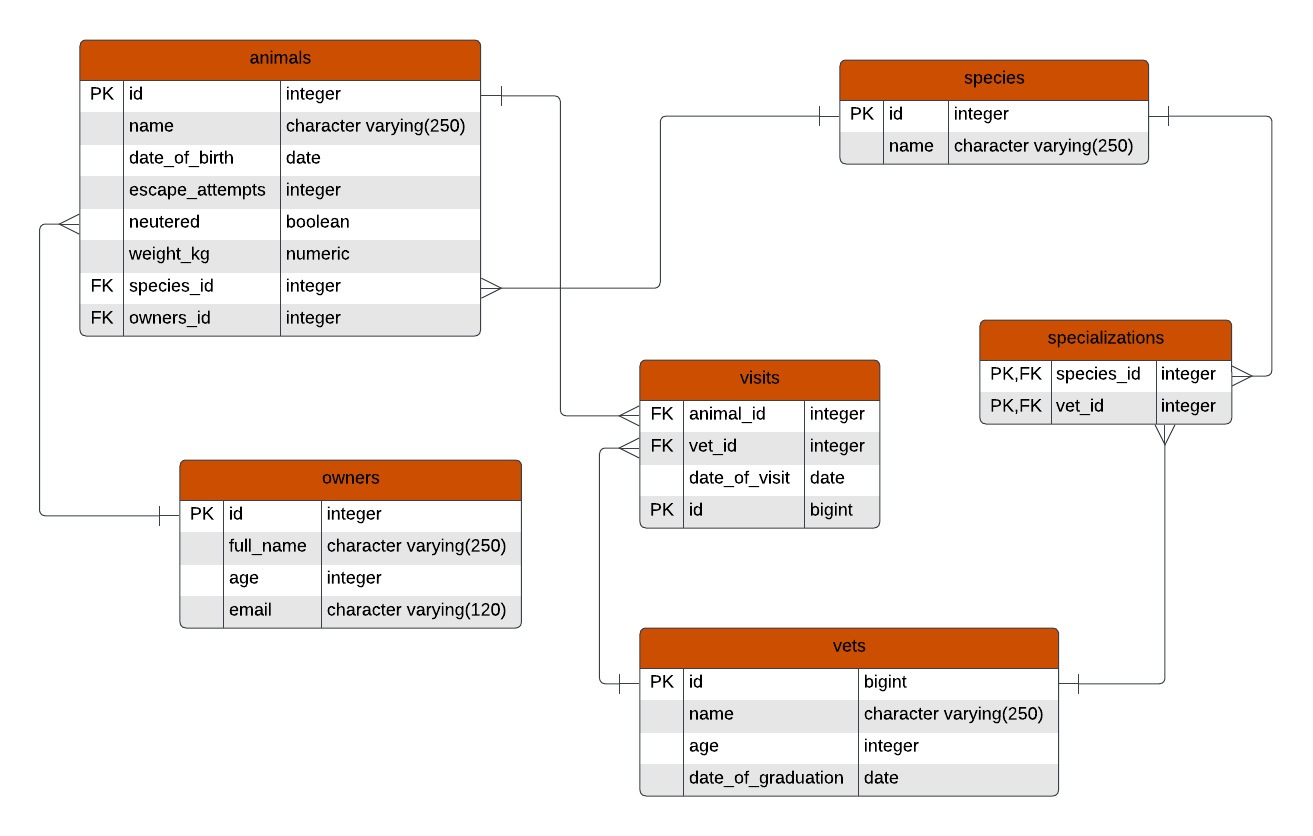 animals
PK id integer
name character varying(250)
date_of_birth date
escape_attempts integer
neutered boolean
weight_kg numeric
FK species_id integer
FK owners_id integer
species
PK id integer
name character varying(250)
specializations
PK,FK species_id integer
PK,FK vet_id integer
visits
FK animal_id integer
FK vet_id integer
date_of_visit date
PK id bigint
owners
PK id integer
full_name character varying(250)
age integer
email character varying(120)
vets
PK id bigint
name character varying(250)
age integer
date_of_graduation date